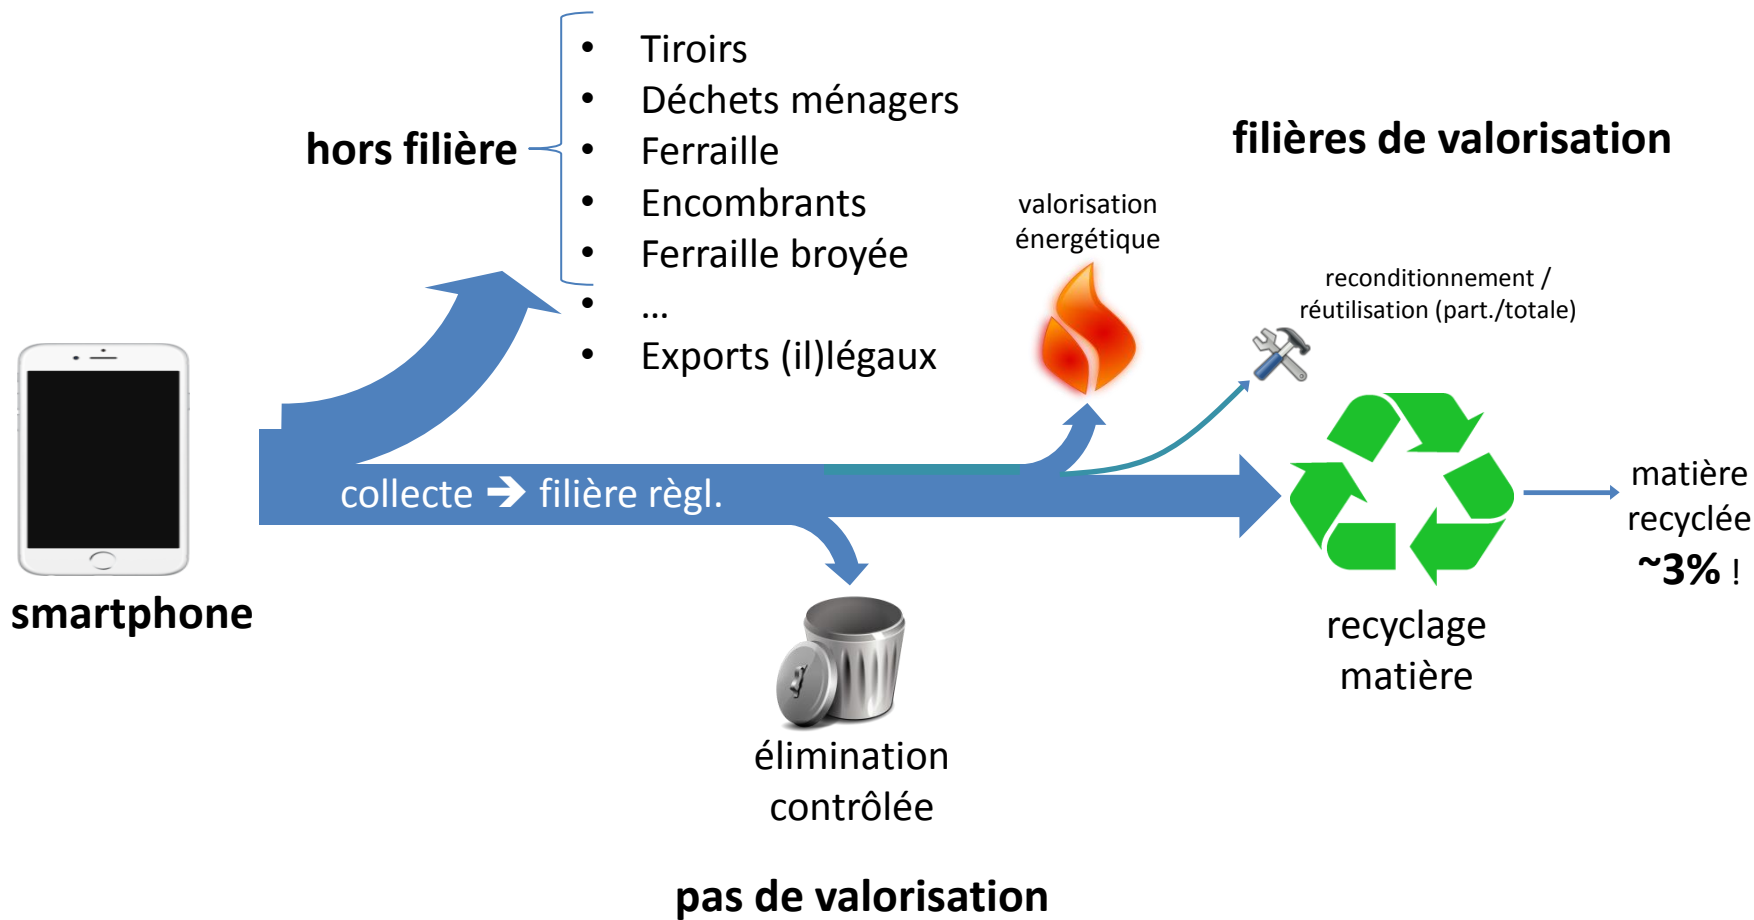 hors filière
• Tiroirs
• Déchets ménagers
• Ferraille
• Encombrants
• Ferraille broyée
• ...
• Exports (il)légaux
filières de valorisation
valorisation
énergétique
reconditionnement /
réutilisation (part./totale)
smartphone
collecte ➔ filière règl.
matière
recyclée
~3% !
recyclage
matière
élimination
contrôlée
pas de valorisation